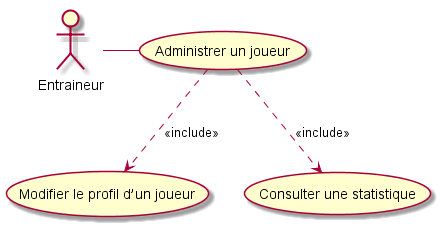 Administrer un joueur
Entraineur
«include»
«include»
Modifier le profil d’un joueur
Consulter une statistique